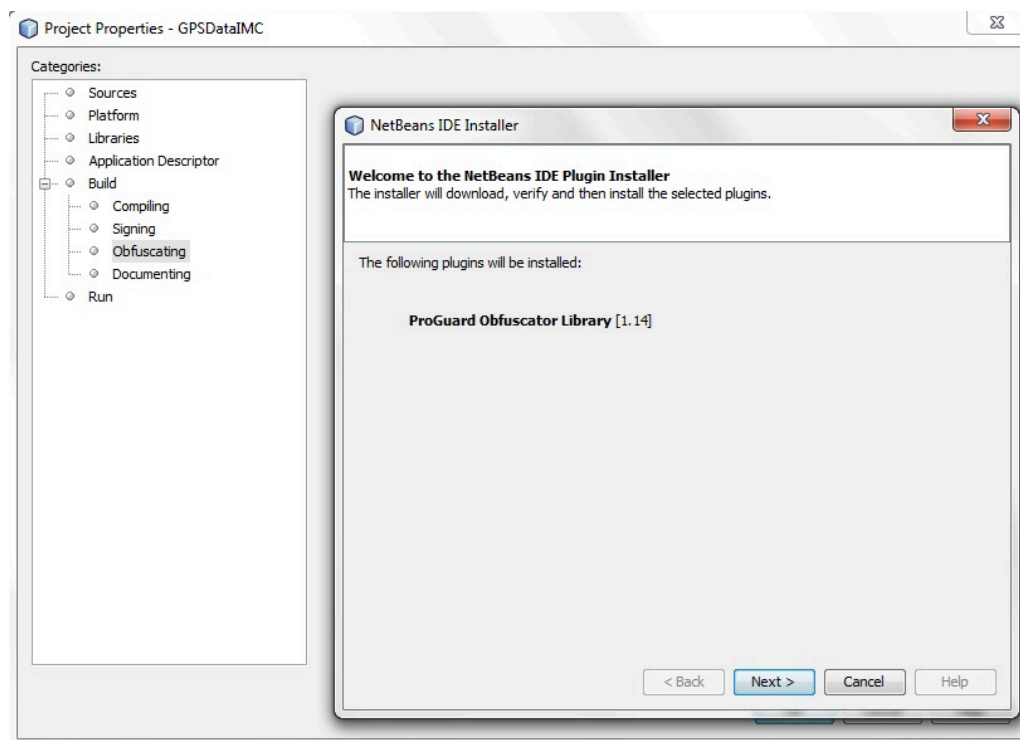 Project Properties - GPSDataIMC
Categories:
Sources
Platform
Libraries
Application Descriptor
Build
Compiling
Signing
Obfuscating
Documenting
Run
NetBeans IDE Installer
Welcome to the NetBeans IDE Plugin Installer
The installer will download, verify and then install the selected plugins.
The following plugins will be installed:
ProGuard Obfuscator Library [1.14]
< Back Next > Cancel Help